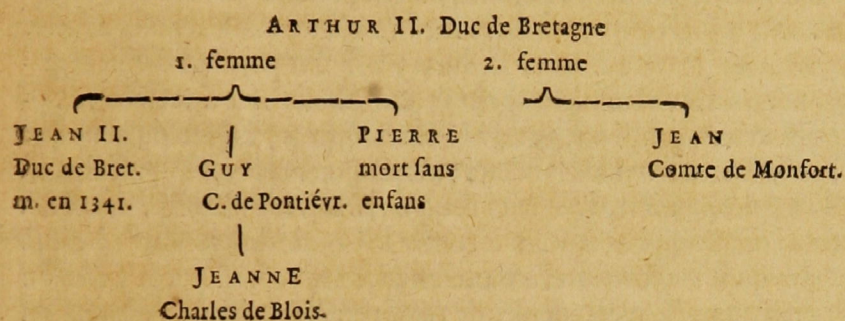 ARTHUR II. Duc de Bretagne
1. femme 2. femme
JEAN II. PIERRE JEAN
Duc de Bret. GUY mort ſans Comte de Monfort.
m. en 1341. C. de Pontiévr. enfans
JEANNE
Charles de Blois.